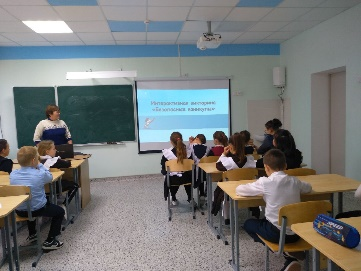 Интерактивная викторина
«Безопасные каникулы»